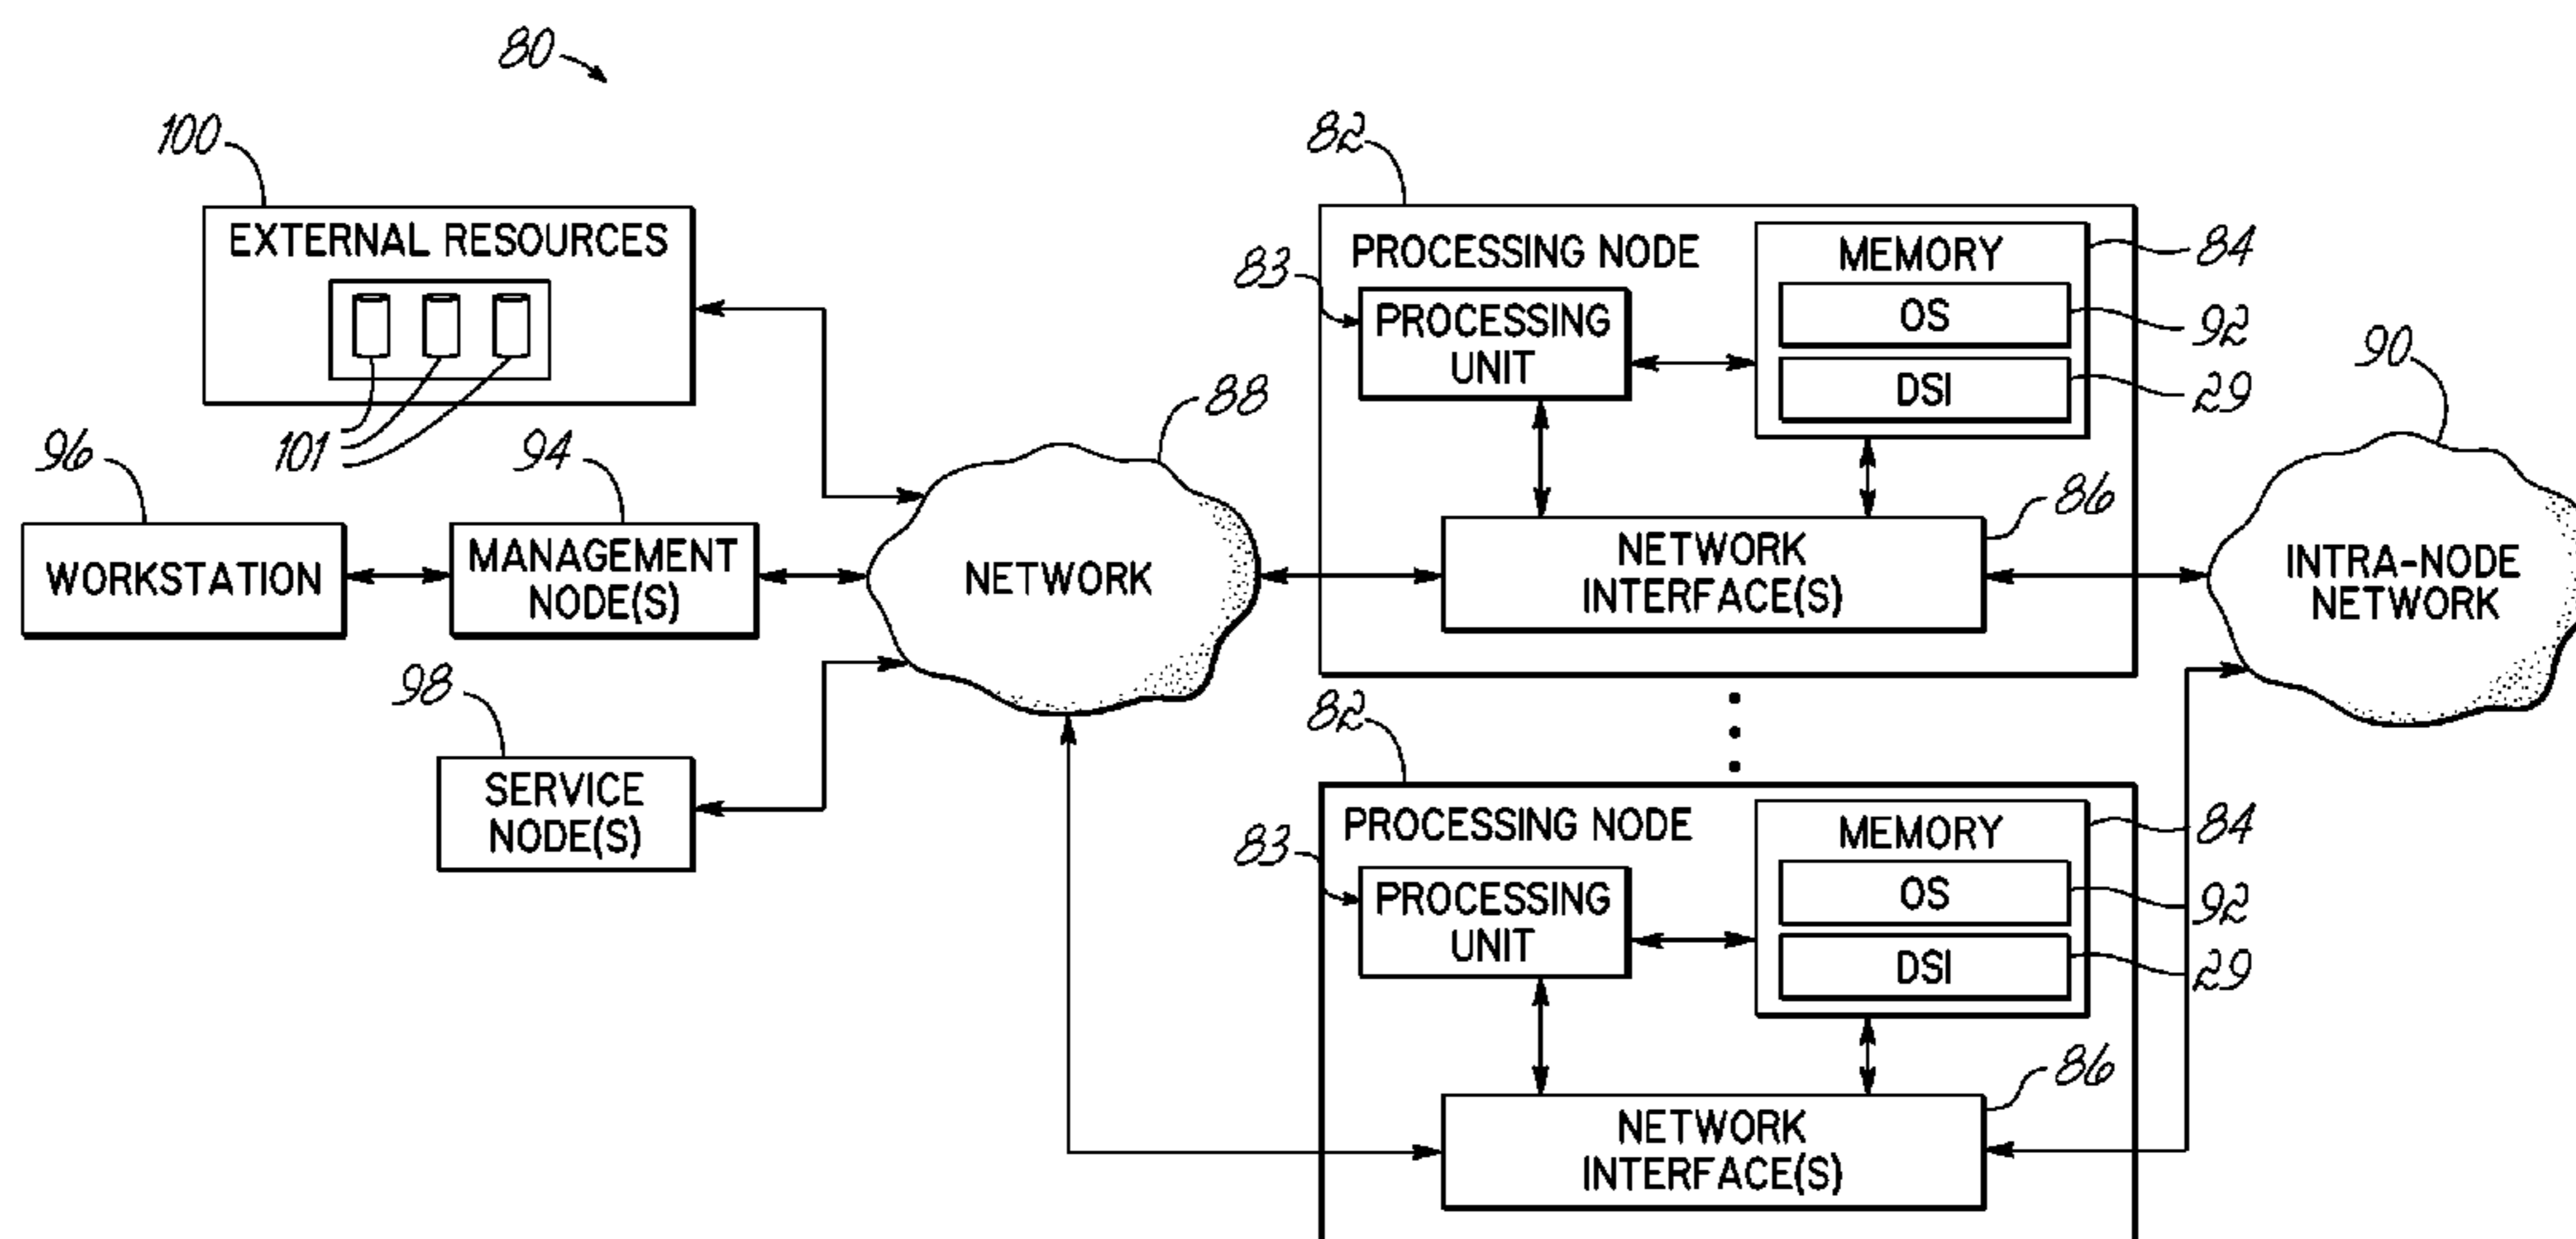 80
100
EXTERNAL RESOURCES
101
96
WORKSTATION
94
MANAGEMENT
NODE(S)
98
SERVICE
NODE(S)
88
NETWORK
82
PROCESSING NODE
83
PROCESSING
UNIT
MEMORY
84
OS
92
DSI
29
86
NETWORK
INTERFACE(S)
90
INTRA-NODE
NETWORK
82
PROCESSING NODE
83
PROCESSING
UNIT
MEMORY
84
OS
92
DSI
29
86
NETWORK
INTERFACE(S)